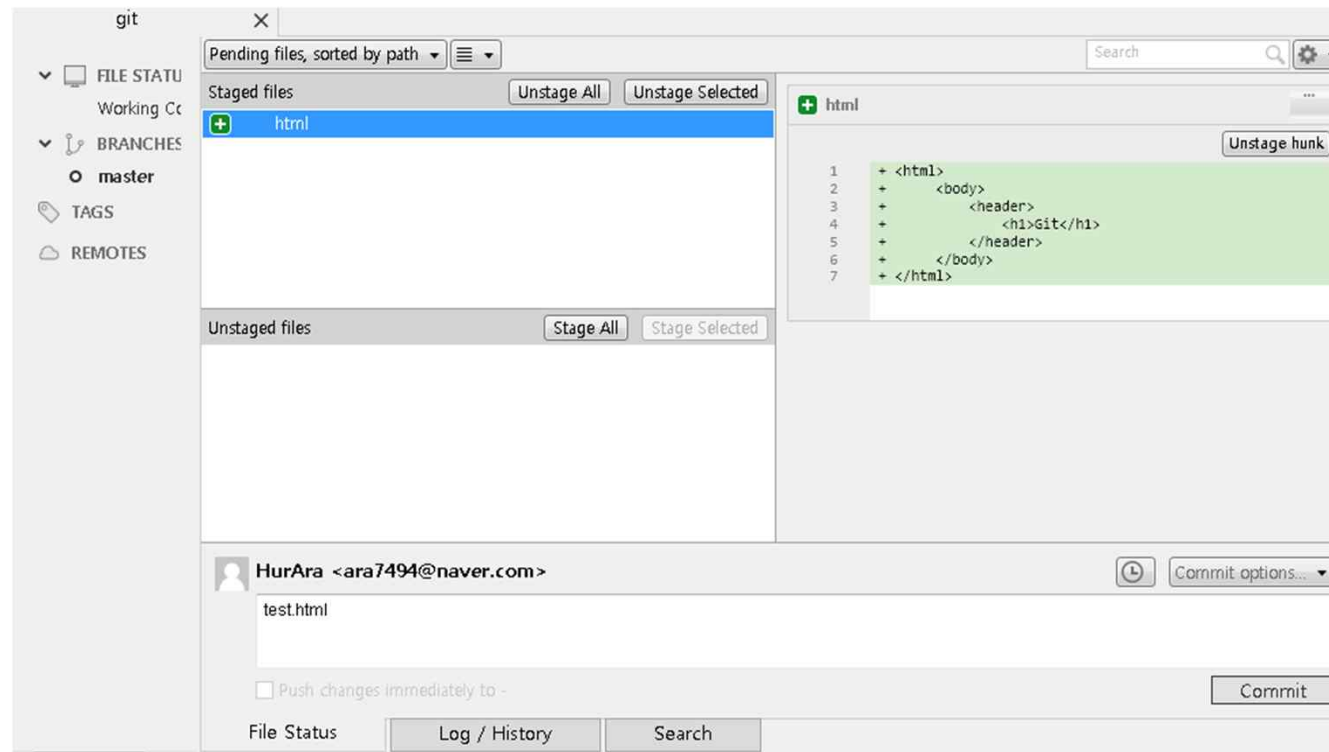 git
Pending files, sorted by path
Search
FILE STATU
Working Co
BRANCHES
master
TAGS
REMOTES
Staged files
Unstage All
Unstage Selected
html
html
...
Unstage hunk
1 + <html>
2 + <body>
3 + <header>
4 + <h1>Git</h1>
5 + </header>
6 + </body>
7 + </html>
Unstaged files
Stage All
Stage Selected
HurAra <ara7494@naver.com>
Commit options...
test.html
Push changes immediately to -
Commit
File Status
Log / History
Search